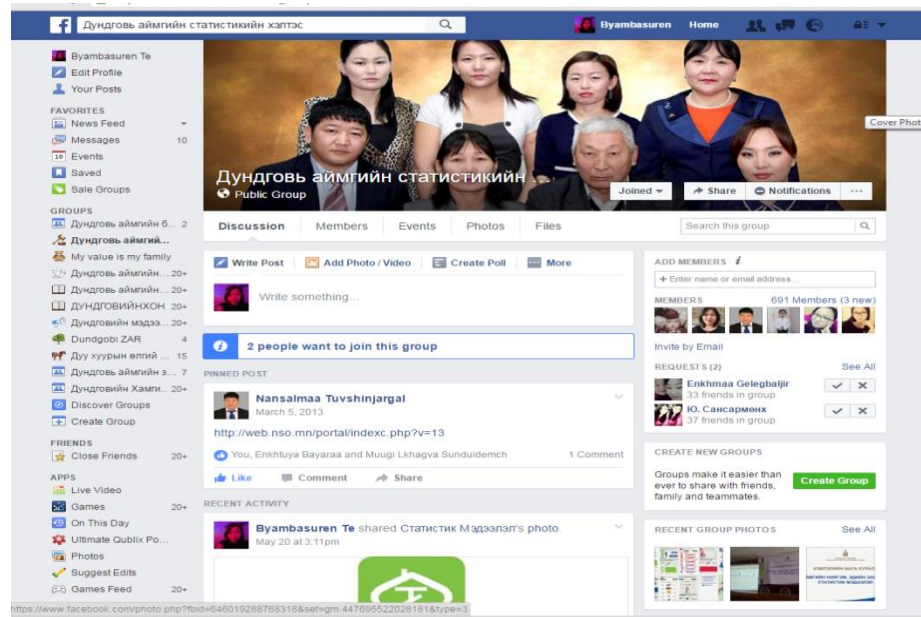 Дундговь аймгийн статистикийн хэлтэс
Byambasuren
Home
Byambasuren Te
Edit Profile
Your Posts
FAVORITES
News Feed
Messages 10
Events
Saved
Sale Groups
GROUPS
Дундговь аймгийн б... 2
Дундговь аймгий...
My value is my family
Дундговь аймгийн... 20+
Дундговь аймгийн... 20+
ДУНДГОВИЙНХОН 20+
Дундговийн мэдээ... 20+
Dundgobi ZAR 4
Дуу хуурын өлгий ... 15
Дундговь аймгийн з... 7
Дундговийн Хамги... 20+
Discover Groups
Create Group
FRIENDS
Close Friends 20+
APPS
Live Video
Games 20+
On This Day
Ultimate Qublix Po...
Photos
Suggest Edits
Games Feed 20+
Cover Phot
Дундговь аймгийн статистикийн ...
Public Group
Joined Share Notifications ...
Discussion Members Events Photos Files
Search this group
Write Post Add Photo / Video Create Poll More
Write something...
2 people want to join this group
PINNED POST
Nansalmaa Tuvshinjargal
March 5, 2013
http://web.nso.mn/portal/indexc.php?v=13
You, Enkhtuya Bayaraa and Muugi Lkhagva Sunduidemch 1 Comment
Like Comment Share
RECENT ACTIVITY
Byambasuren Te shared Статистик Мэдээлэл's photo.
May 20 at 3:11pm
ADD MEMBERS i
+ Enter name or email address...
MEMBERS 691 Members (3 new)
Invite by Email
REQUESTS (2) See All
Enkhmaa Gelegbaljir
33 friends in group
Ю. Сансармөнх
37 friends in group
CREATE NEW GROUPS
Groups make it easier than
ever to share with friends,
family and teammates.
Create Group
RECENT GROUP PHOTOS See All
https://www.facebook.com/photo.php?fbid=646019288768318&set=gm.447695522028181&type=3